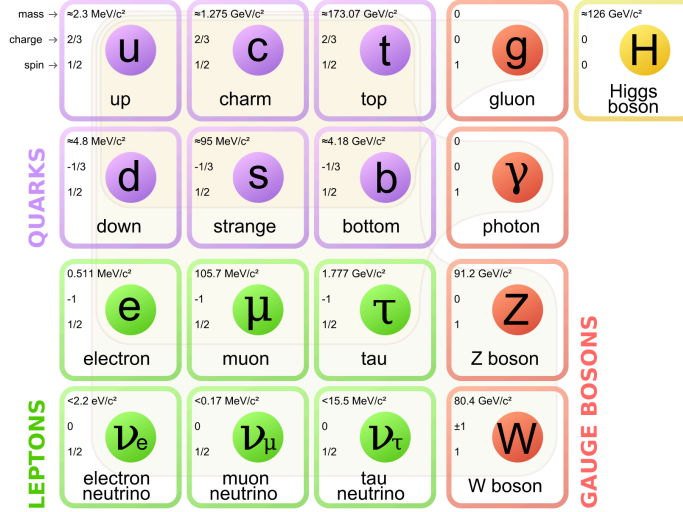 mass → ≈2.3 MeV/c² ≈1.275 GeV/c² ≈173.07 GeV/c² 0 ≈126 GeV/c²
charge → 2/3 2/3 2/3 0 0
spin → 1/2 1/2 1/2 1 0
u c t g H
up charm top gluon Higgs
boson
QUARKS
≈4.8 MeV/c² ≈95 MeV/c² ≈4.18 GeV/c² 0
-1/3 -1/3 -1/3 0
1/2 1/2 1/2 1
d s b γ
down strange bottom photon
0.511 MeV/c² 105.7 MeV/c² 1.777 GeV/c² 91.2 GeV/c²
-1 -1 -1 0
1/2 1/2 1/2 1
e μ τ Z
electron muon tau Z boson
LEPTONS
<2.2 eV/c² <0.17 MeV/c² <15.5 MeV/c² 80.4 GeV/c²
0 0 0 ±1
1/2 1/2 1/2 1
νe νμ ντ W
electron muon tau W boson
neutrino neutrino neutrino
GAUGE BOSONS